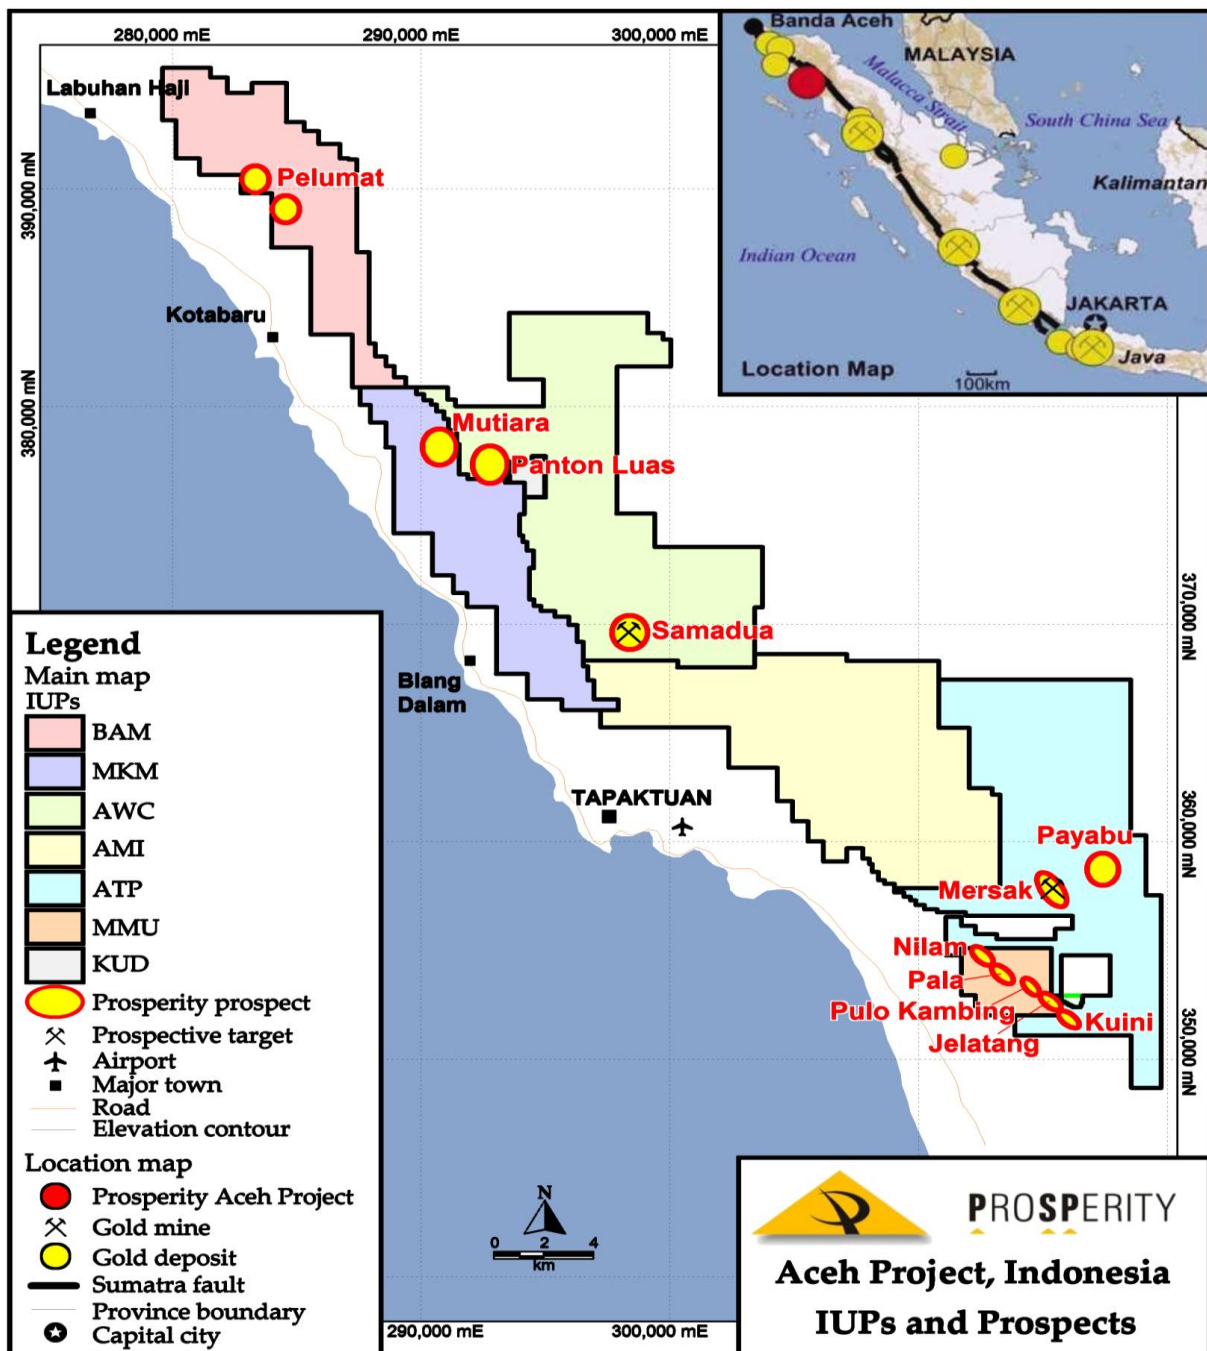 280,000 mE
290,000 mE
300,000 mE
Banda Aceh
MALAYSIA
Malacca Strait
South China Sea
Kalimantan
Indian Ocean
JAKARTA
Java
Location Map
100km
Labuhan Haji
390,000 mN
Pelumat
Kotabaru
380,000 mN
Mutiara
Panton Luas
370,000 mN
Samadua
Blang
Dalam
TAPAKTUAN
360,000 mN
Payabu
Mersak
Nilam
Pala
Pulo Kambing
Jelatang
Kuini
350,000 mN
Legend
Main map
IUPs
BAM
MKM
AWC
AMI
ATP
MMU
KUD
Prosperity prospect
Prospective target
Airport
Major town
Road
Elevation contour
Location map
Prosperity Aceh Project
Gold mine
Gold deposit
Sumatra fault
Province boundary
Capital city
N
0 2 4
km
290,000 mE
300,000 mE
PROSPERITY
Aceh Project, Indonesia
IUPs and Prospects